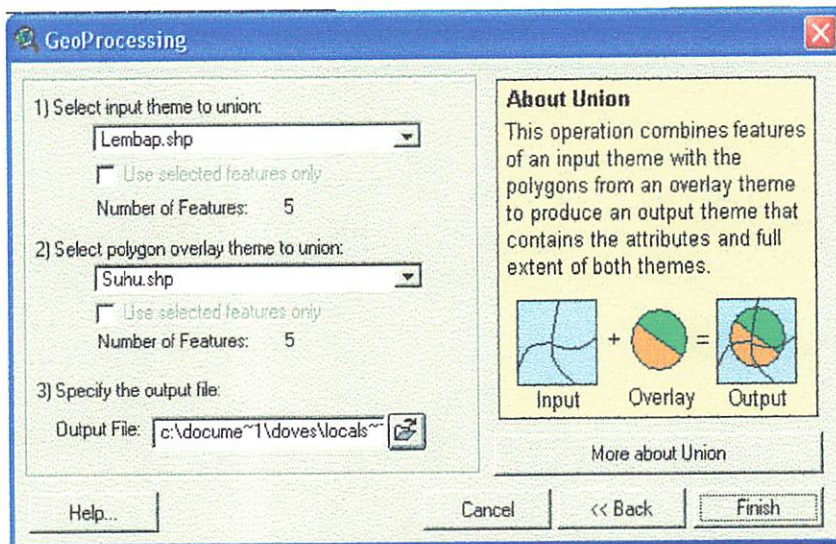 GeoProcessing
1) Select input theme to union:
Lembap.shp
Use selected features only
Number of Features: 5
2) Select polygon overlay theme to union:
Suhu.shp
Use selected features only
Number of Features: 5
3) Specify the output file:
Output File: c:\docume~1\doves\locals~
About Union
This operation combines features
of an input theme with the
polygons from an overlay theme
to produce an output theme that
contains the attributes and full
extent of both themes.
+ =
Input Overlay Output
More about Union
Help... Cancel << Back Finish